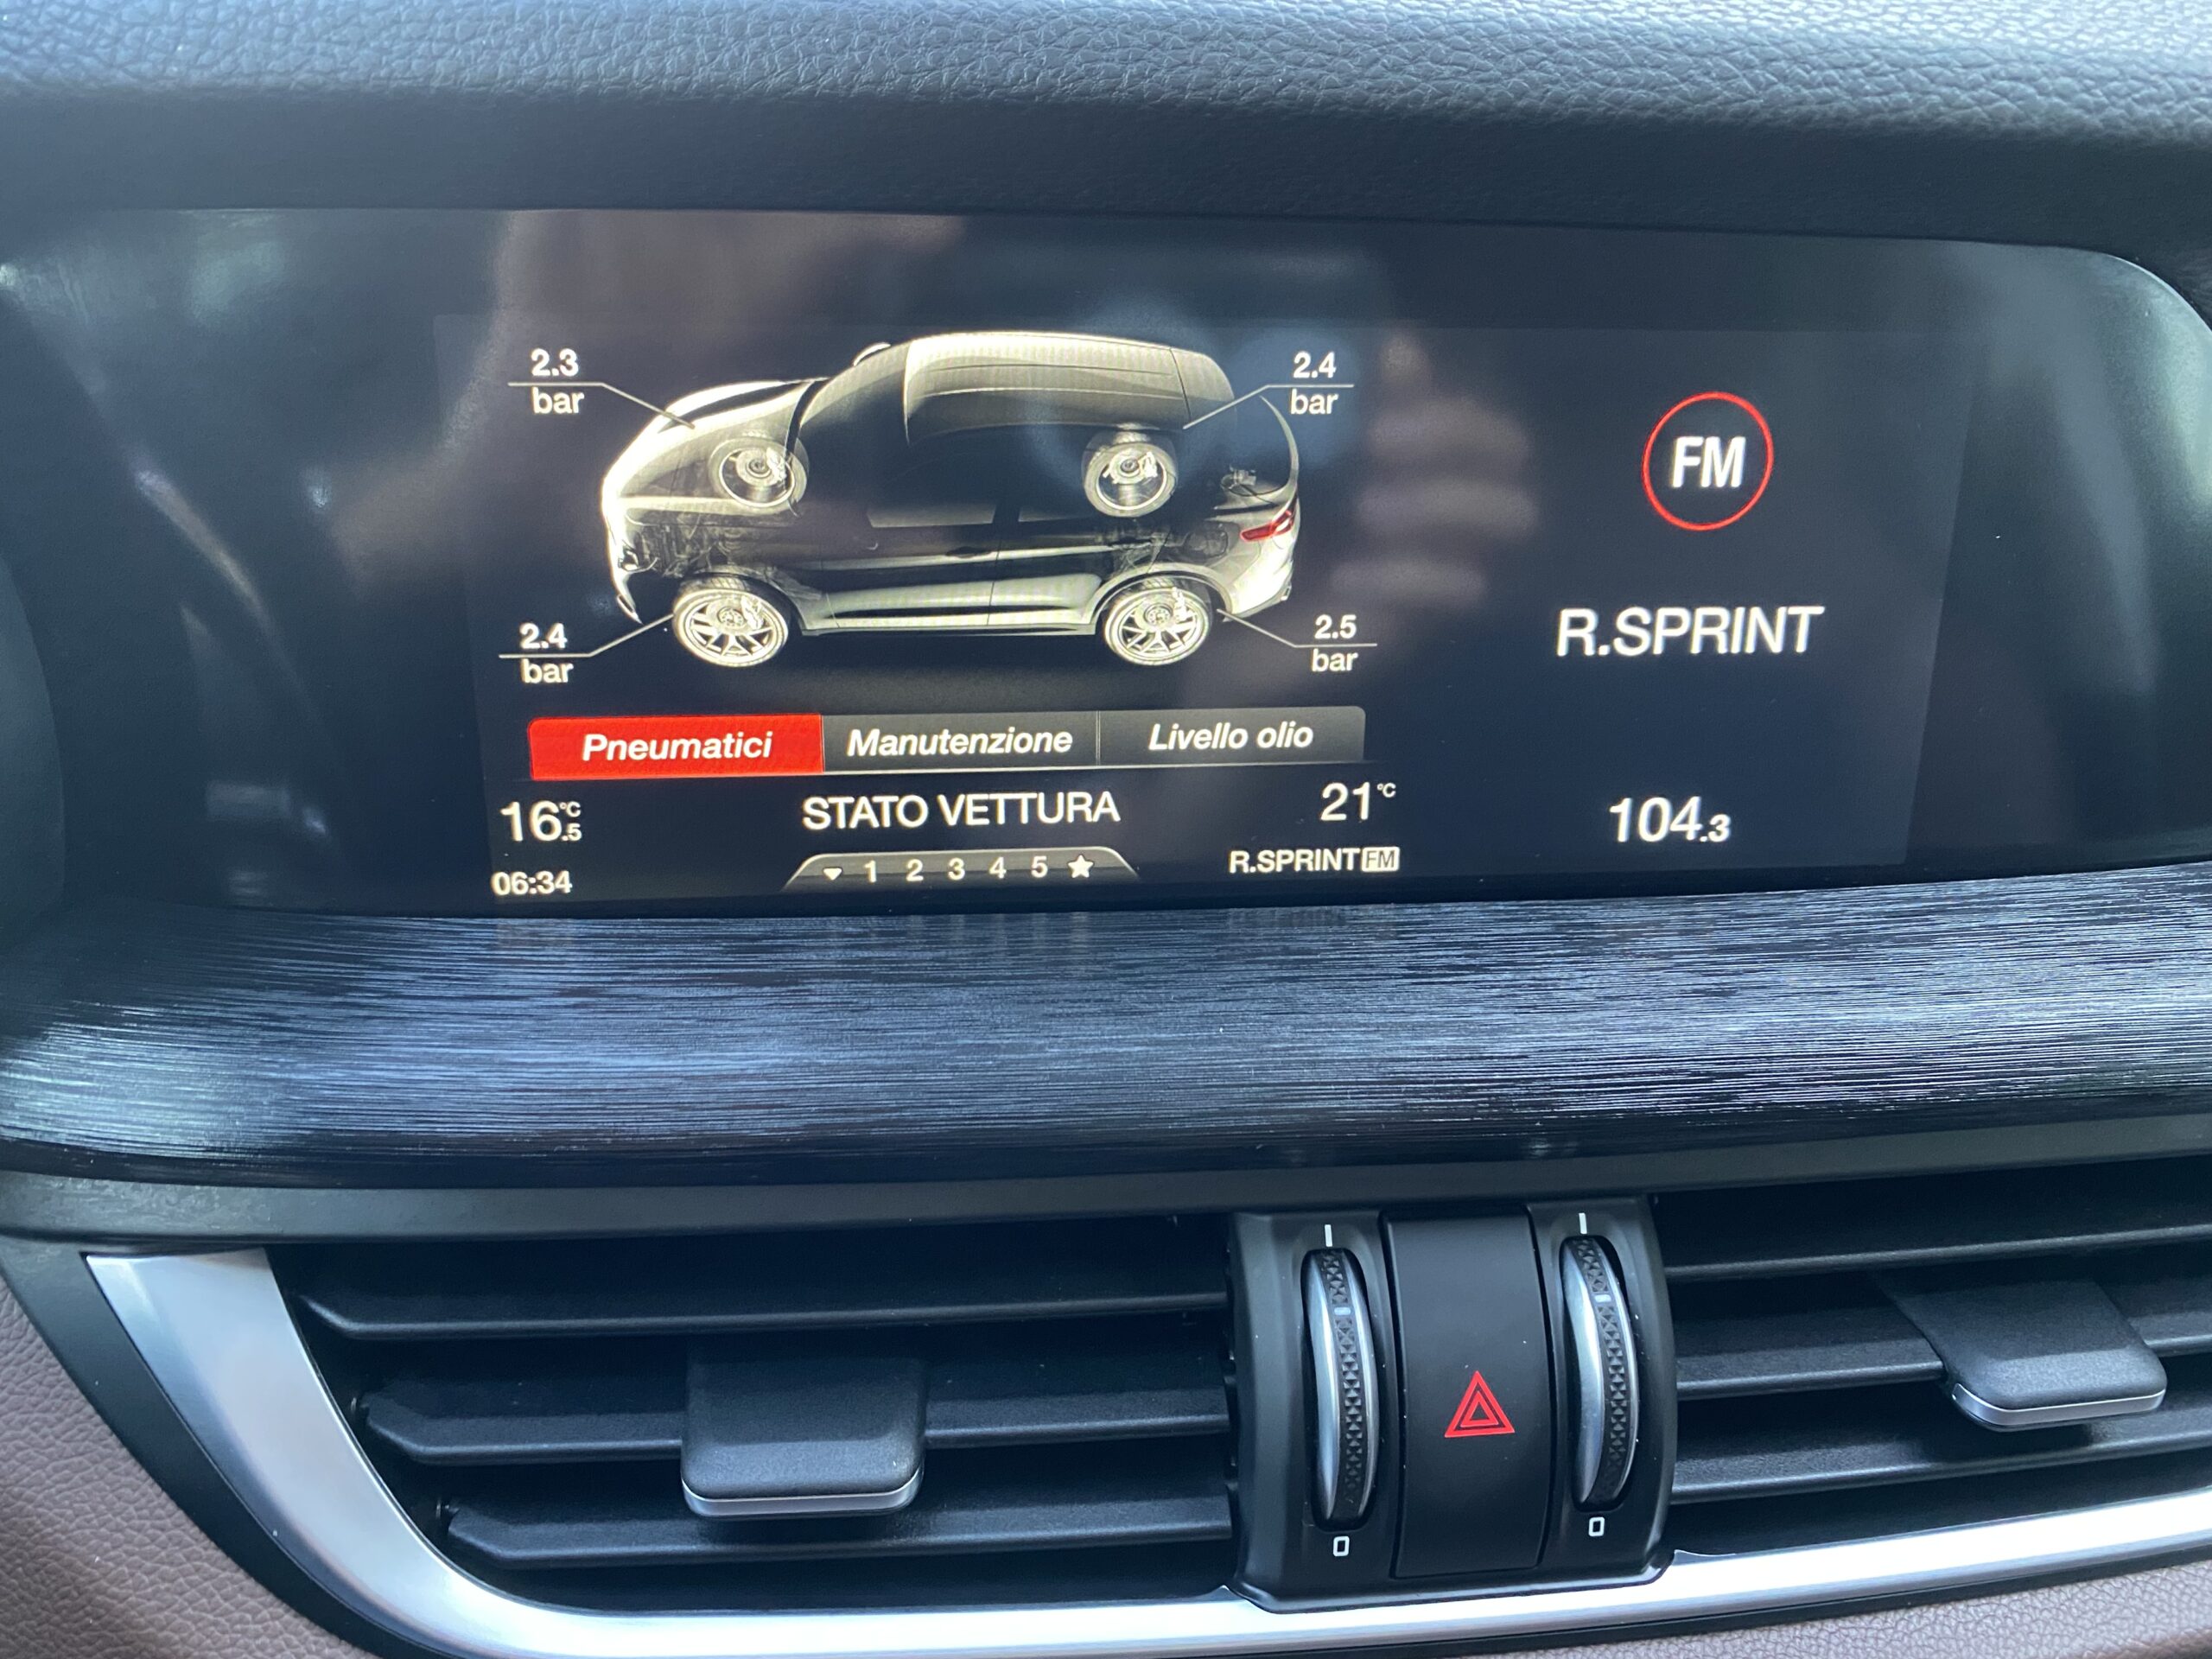 2.3
bar
2.4
bar
FM
R.SPRINT
2.4
bar
2.5
bar
Pneumatici Manutenzione Livello olio
16.5 °C STATO VETTURA 21 °C
104.3
06:34 1 2 3 4 5 R.SPRINT FM
0 0